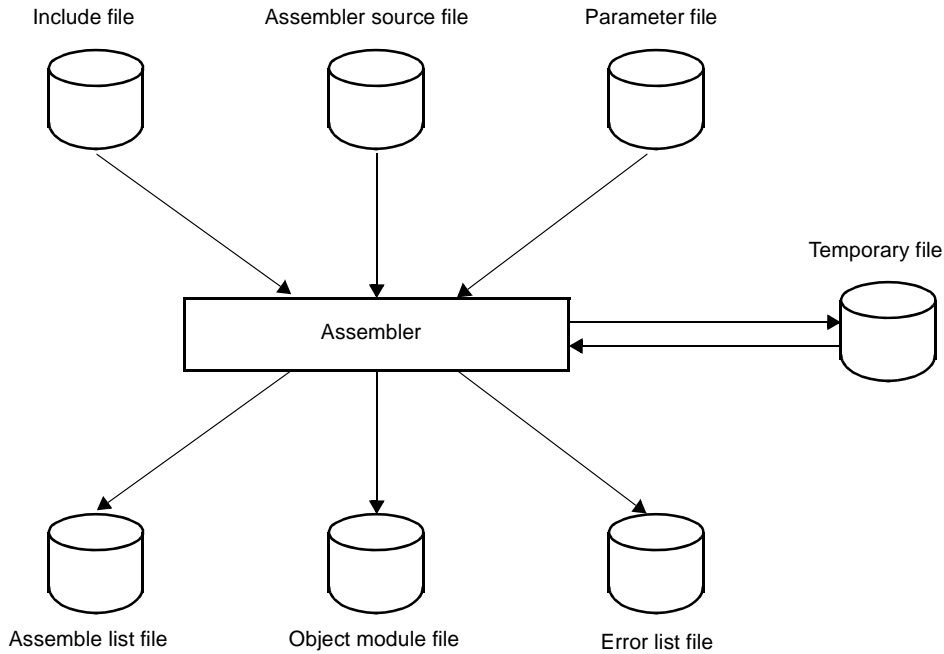 Include file
Assembler source file
Parameter file
Temporary file
Assembler
Assemble list file
Object module file
Error list file